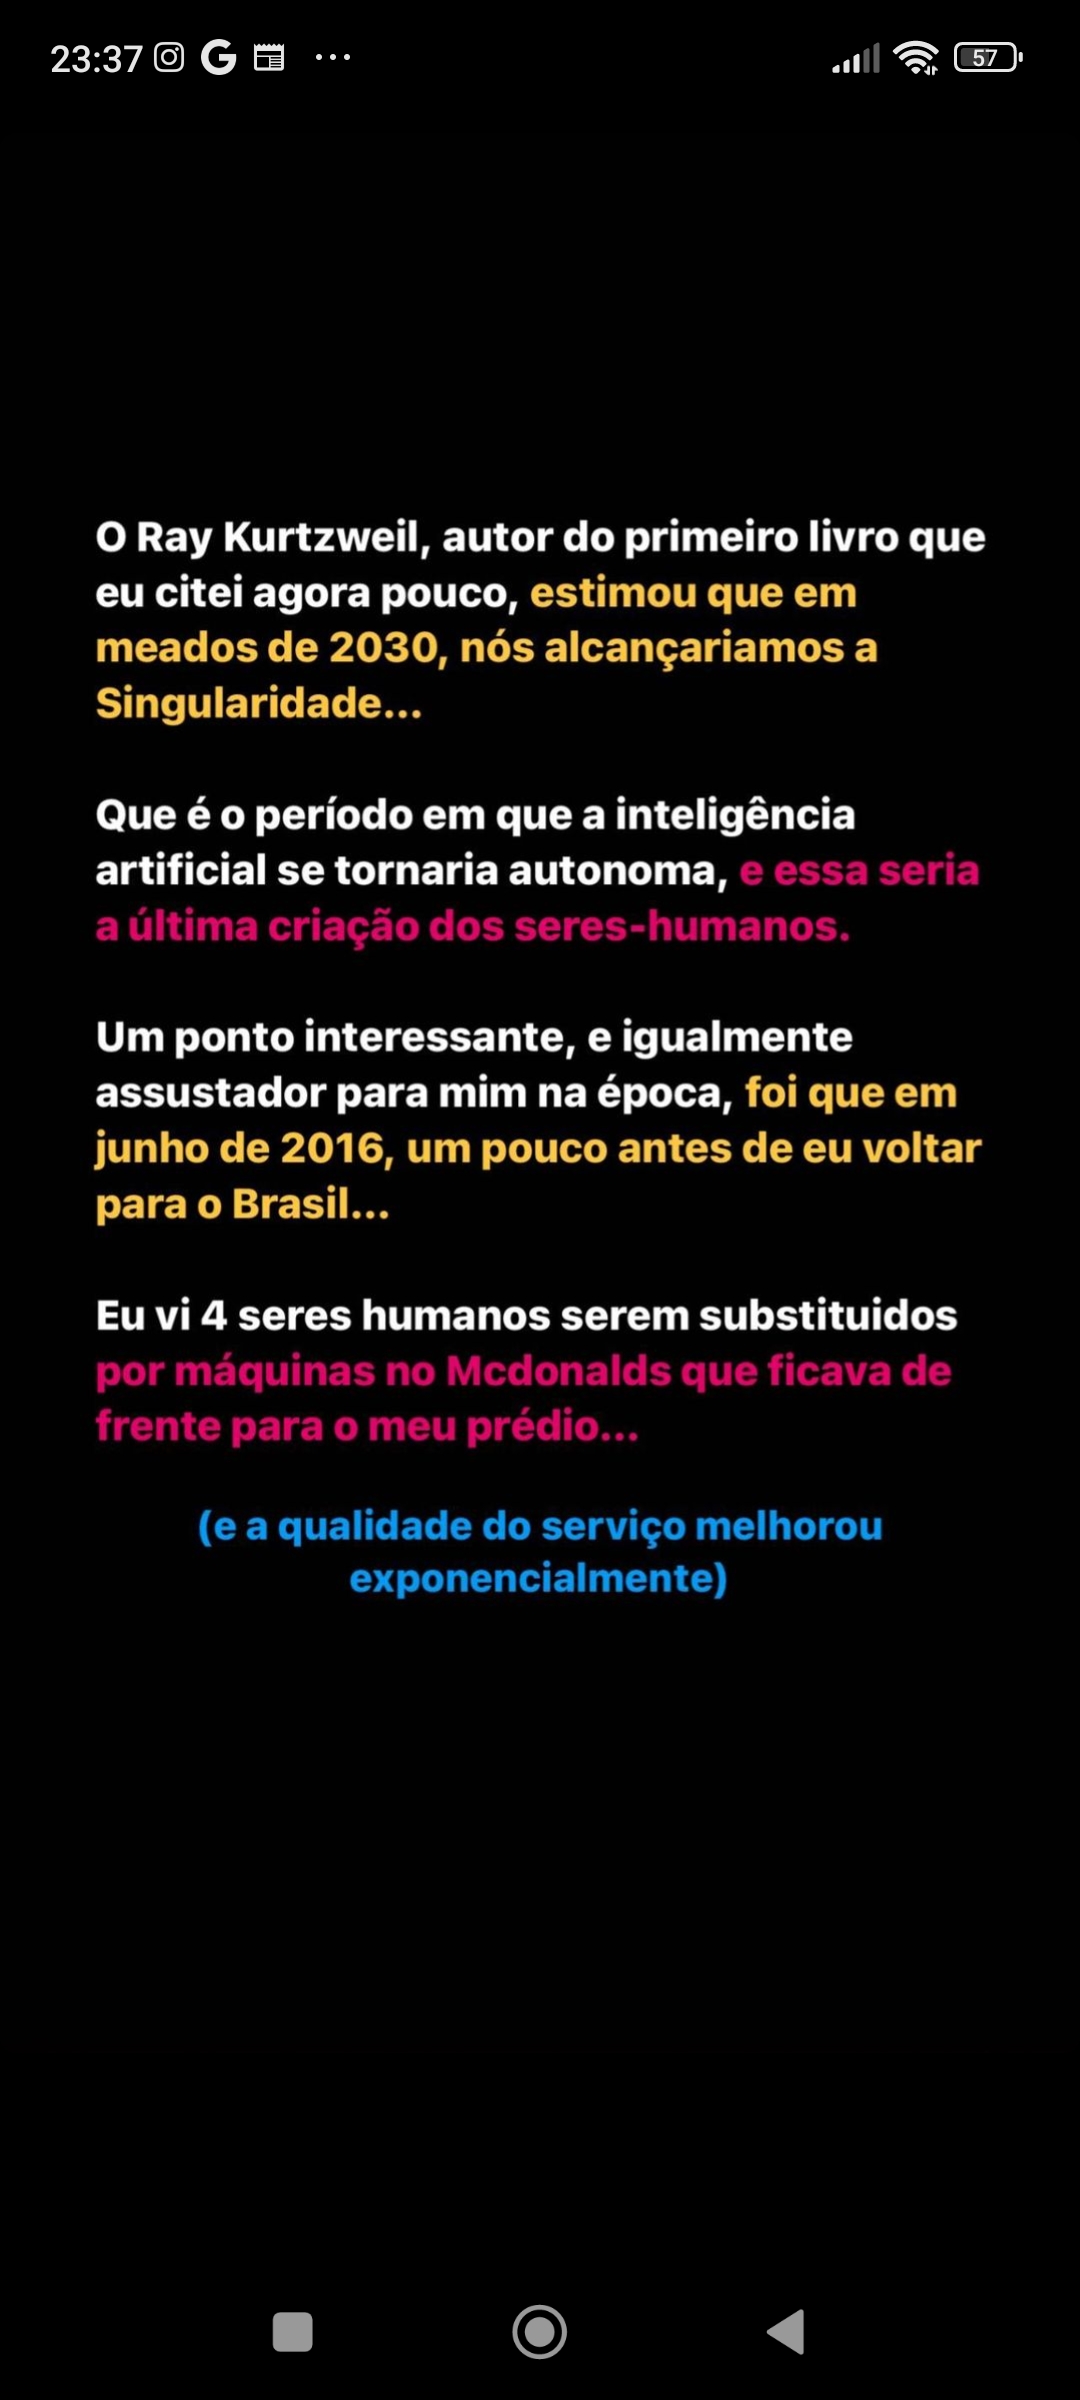 23:37
57
O Ray Kurtzweil, autor do primeiro livro que
eu citei agora pouco, estimou que em
meados de 2030, nós alcançariamos a
Singularidade...
Que é o período em que a inteligência
artificial se tornaria autonoma, e essa seria
a última criação dos seres-humanos.
Um ponto interessante, e igualmente
assustador para mim na época, foi que em
junho de 2016, um pouco antes de eu voltar
para o Brasil...
Eu vi 4 seres humanos serem substituidos
por máquinas no Mcdonalds que ficava de
frente para o meu prédio...
(e a qualidade do serviço melhorou
exponencialmente)